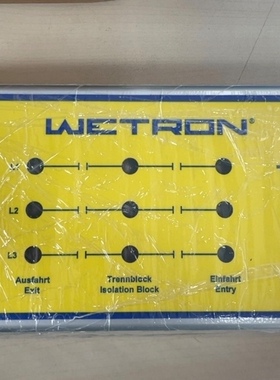 WETRON®
L2
L3
Ausfahrt Trennblock Einfahrt
Exit Isolation Block Entry